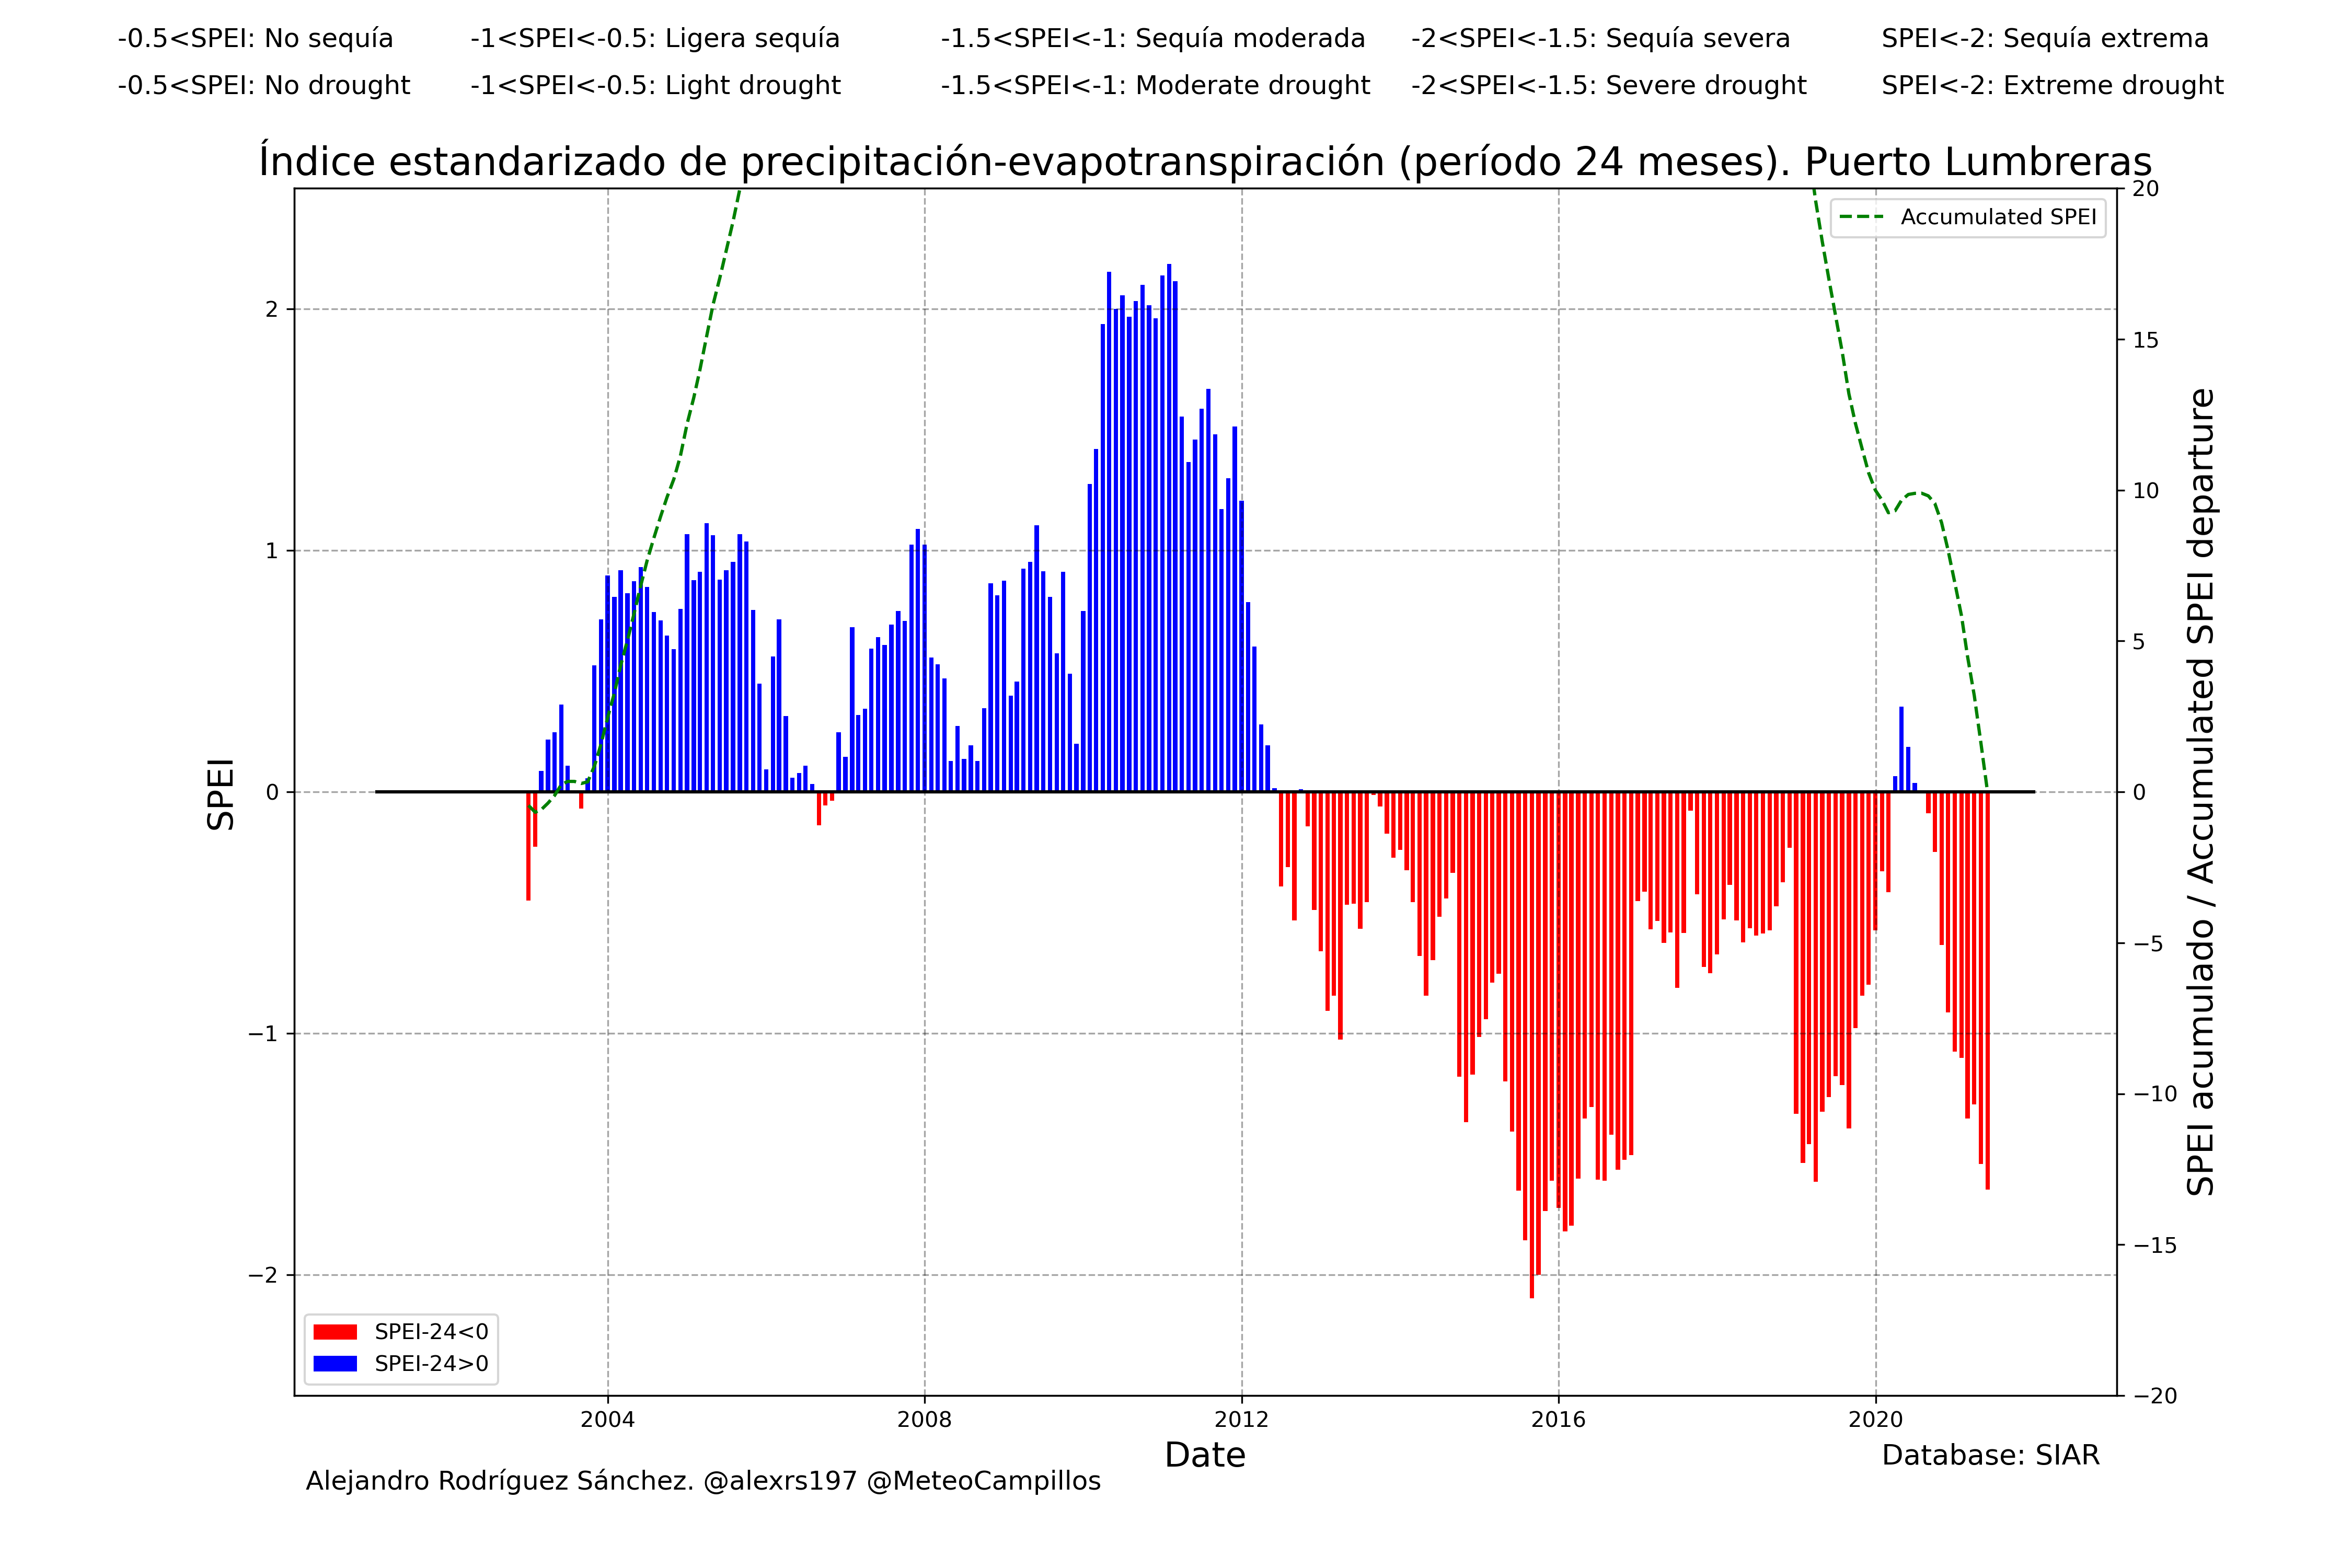 -0.5<SPEI: No sequía -1<SPEI<-0.5: Ligera sequía -1.5<SPEI<-1: Sequía moderada -2<SPEI<-1.5: Sequía severa SPEI<-2: Sequía extrema
-0.5<SPEI: No drought -1<SPEI<-0.5: Light drought -1.5<SPEI<-1: Moderate drought -2<SPEI<-1.5: Severe drought SPEI<-2: Extreme drought
Índice estandarizado de precipitación-evapotranspiración (período 24 meses). Puerto Lumbreras
Accumulated SPEI
2
1
0
−1
−2
SPEI
20
15
10
5
0
−5
−10
−15
−20
SPEI acumulado / Accumulated SPEI departure
SPEI-24<0
SPEI-24>0
2004 2008 2012 2016 2020
Date
Database: SIAR
Alejandro Rodríguez Sánchez. @alexrs197 @MeteoCampillos